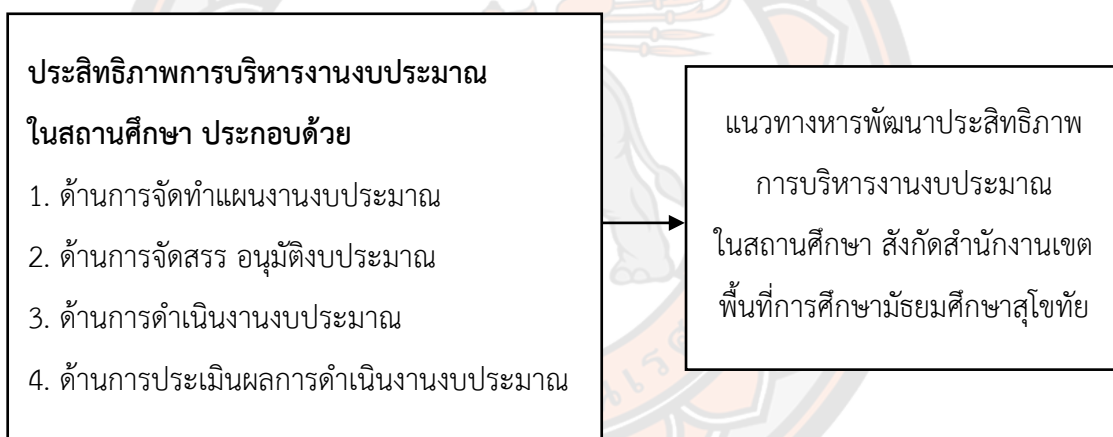 ประสิทธิภาพการบริหารงานงบประมาณ
ในสถานศึกษา ประกอบด้วย
1. ด้านการจัดทำแผนงานงบประมาณ
2. ด้านการจัดสรร อนุมัติงบประมาณ
3. ด้านการดำเนินงานงบประมาณ
4. ด้านการประเมินผลการดำเนินงานงบประมาณ
แนวทางหารพัฒนาประสิทธิภาพ
การบริหารงานงบประมาณ
ในสถานศึกษา สังกัดสำนักงานเขต
พื้นที่การศึกษามัธยมศึกษาสุโขทัย